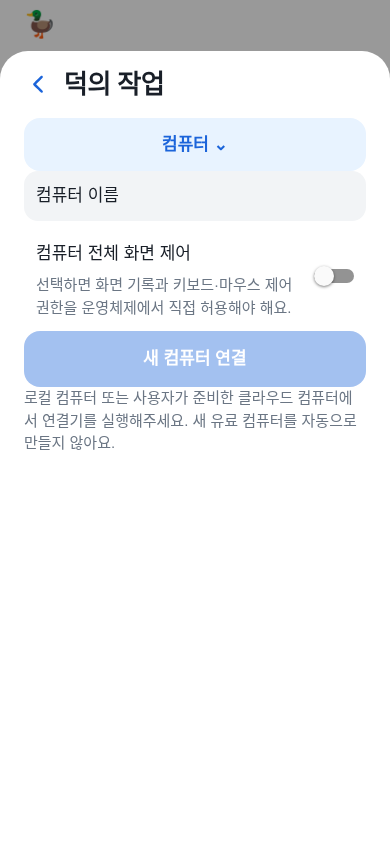 덕의 작업
컴퓨터
컴퓨터 이름
컴퓨터 전체 화면 제어
선택하면 화면 기록과 키보드·마우스 제어
권한을 운영체제에서 직접 허용해야 해요.
새 컴퓨터 연결
로컬 컴퓨터 또는 사용자가 준비한 클라우드 컴퓨터에
서 연결기를 실행해주세요. 새 유료 컴퓨터를 자동으로
만들지 않아요.